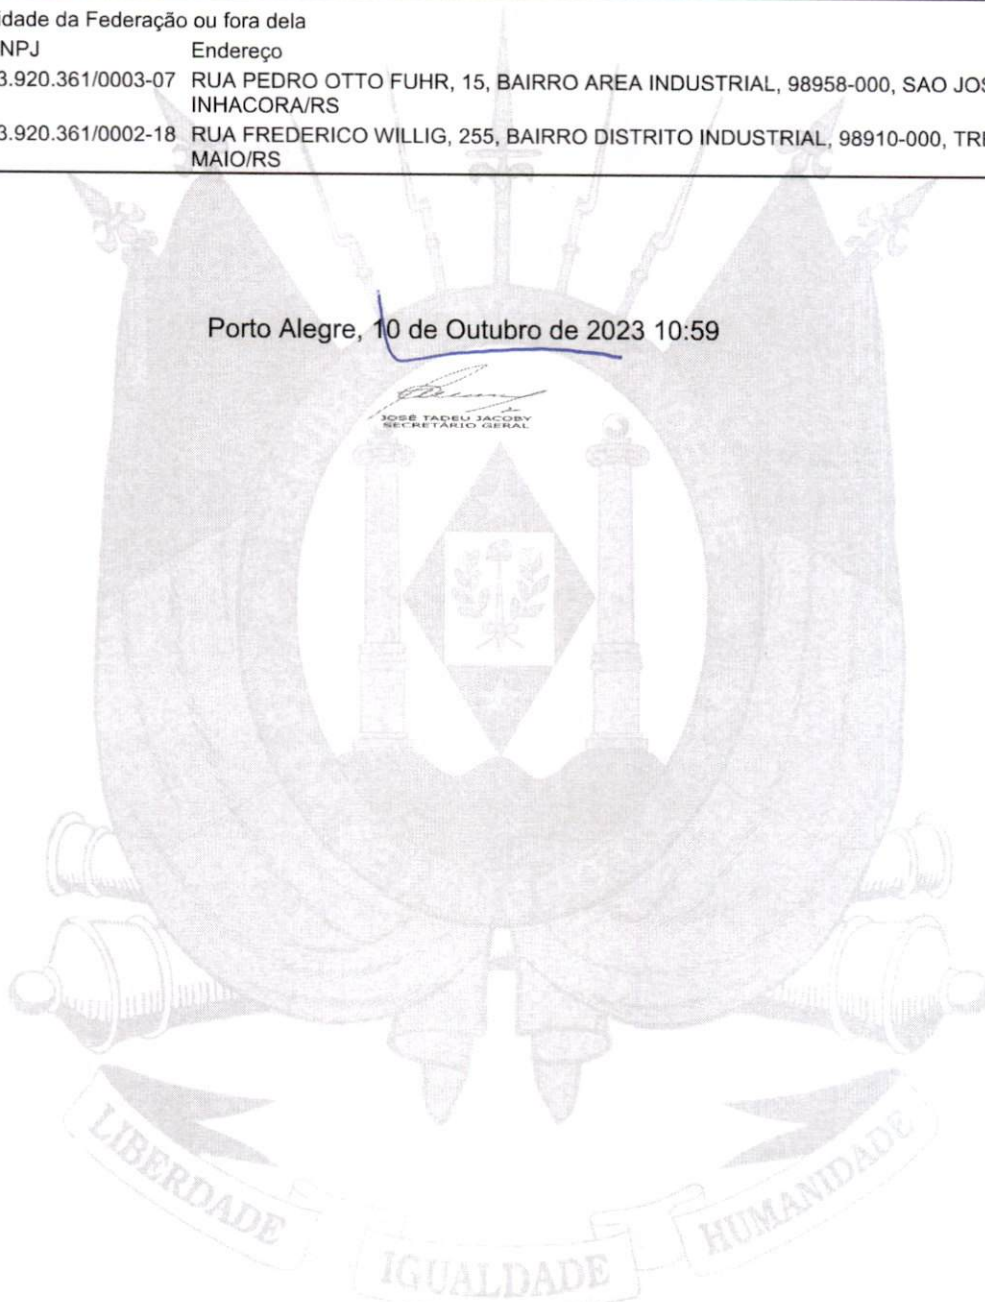 idade da Federação ou fora dela
NPJ Endereço
3.920.361/0003-07 RUA PEDRO OTTO FUHR, 15, BAIRRO AREA INDUSTRIAL, 98958-000, SAO JOS
INHACORA/RS
3.920.361/0002-18 RUA FREDERICO WILLIG, 255, BAIRRO DISTRITO INDUSTRIAL, 98910-000, TRE
MAIO/RS
Porto Alegre, 10 de Outubro de 2023 10:59
JOSÉ TADEU JACOBY
SECRETÁRIO GERAL
LIBERDADE
IGUALDADE
HUMANIDADE